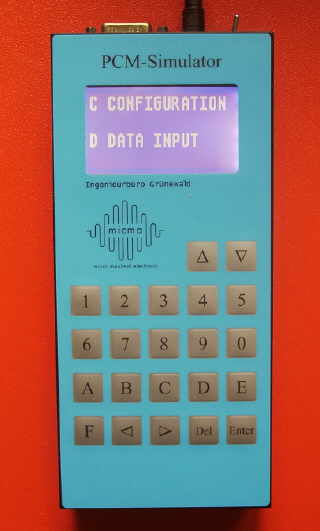 PCM-Simulator
C CONFIGURATION
D DATA INPUT
Ingenieurbüro Grünewald
micmo
1 2 3 4 5
6 7 8 9 0
A B C D E
F Del Enter